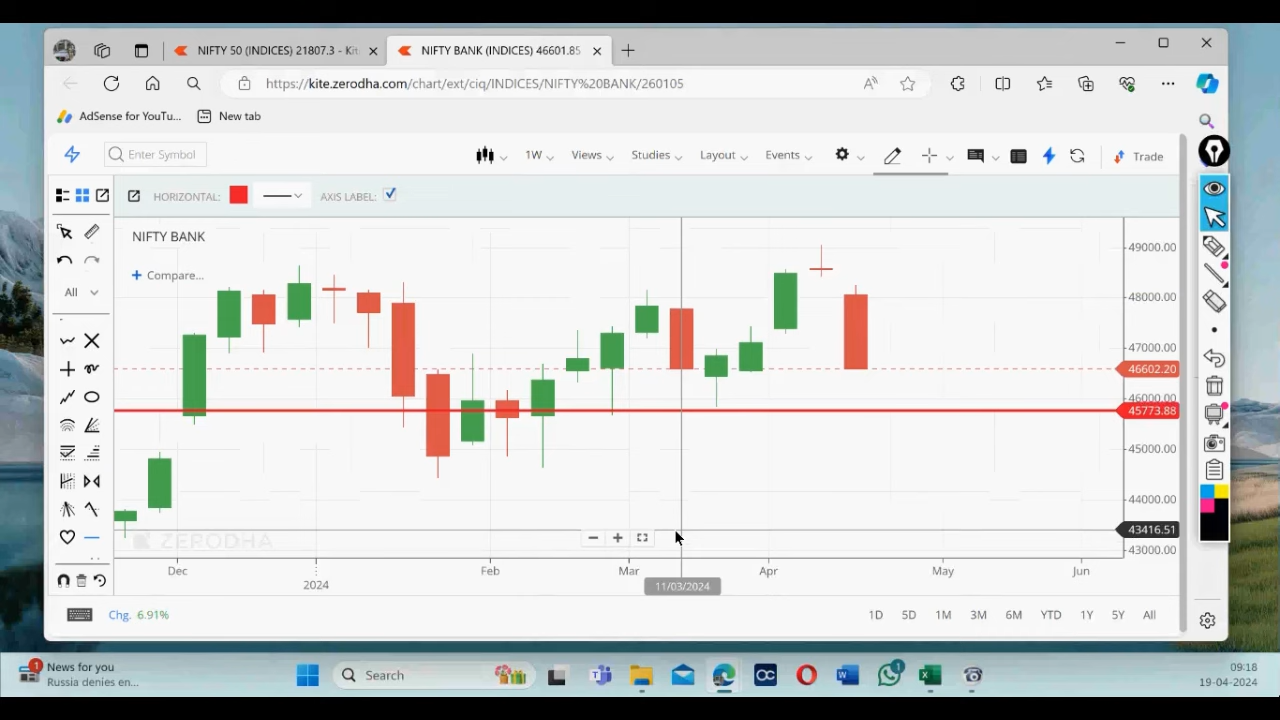 NIFTY 50 (INDICES) 21807.3 - Kit
NIFTY BANK (INDICES) 46601.85
https://kite.zerodha.com/chart/ext/ciq/INDICES/NIFTY%20BANK/260105
AdSense for YouTu...
New tab
Enter Symbol
1W
Views
Studies
Layout
Events
Trade
HORIZONTAL:
AXIS LABEL:
NIFTY BANK
+ Compare...
All
49000.00
48000.00
47000.00
46602.20
46000.00
45773.88
45000.00
44000.00
43416.51
43000.00
ZERODHA
Dec
2024
Feb
Mar
Apr
May
Jun
11/03/2024
Chg. 6.91%
1D 5D 1M 3M 6M YTD 1Y 5Y All
1
News for you
Russia denies en...
Search
1
09:18
19-04-2024